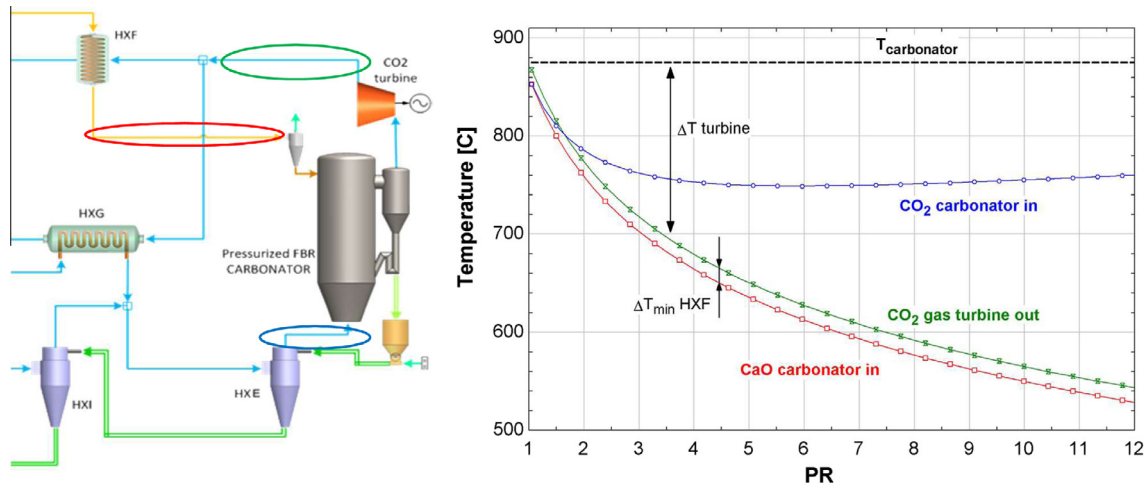 HXF
CO2
turbine
HXG
Pressurized FBR
CARBONATOR
HXI
HXE
Temperature [C]
900
800
700
600
500
1
2
3
4
5
6
7
8
9
10
11
12
PR
T carbonator
ΔT turbine
CO2 carbonator in
ΔTmin HXF
CO2 gas turbine out
CaO carbonator in